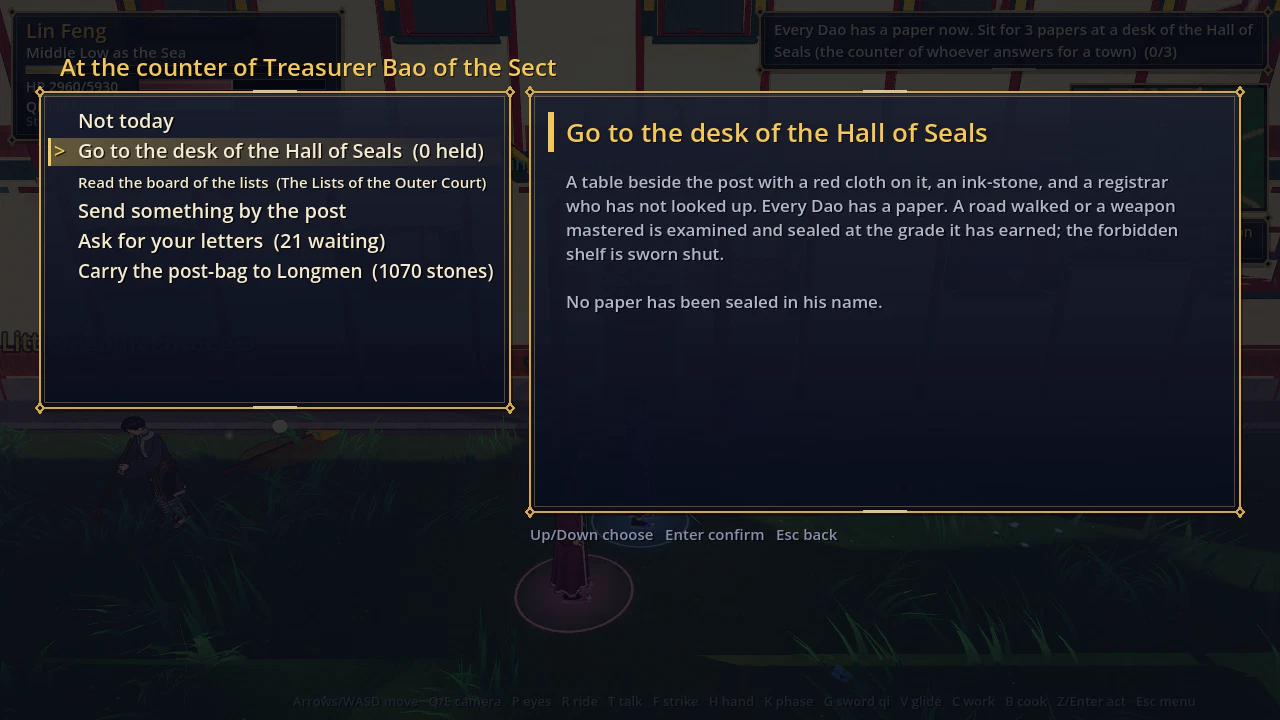 Lin Feng
Middle Low as the Sea
HP 2960/5930
Every Dao has a paper now. Sit for 3 papers at a desk of the Hall of
Seals (the counter of whoever answers for a town) (0/3)
At the counter of Treasurer Bao of the Sect
Not today
> Go to the desk of the Hall of Seals (0 held)
Read the board of the lists (The Lists of the Outer Court)
Send something by the post
Ask for your letters (21 waiting)
Carry the post-bag to Longmen (1070 stones)
Go to the desk of the Hall of Seals
A table beside the post with a red cloth on it, an ink-stone, and a registrar
who has not looked up. Every Dao has a paper. A road walked or a weapon
mastered is examined and sealed at the grade it has earned; the forbidden
shelf is sworn shut.
No paper has been sealed in his name.
Up/Down choose Enter confirm Esc back
Arrows/WASD move Q/E camera P eyes R ride T talk F strike H hand K phase G sword qi V glide C work B cook Z/Enter act Esc menu